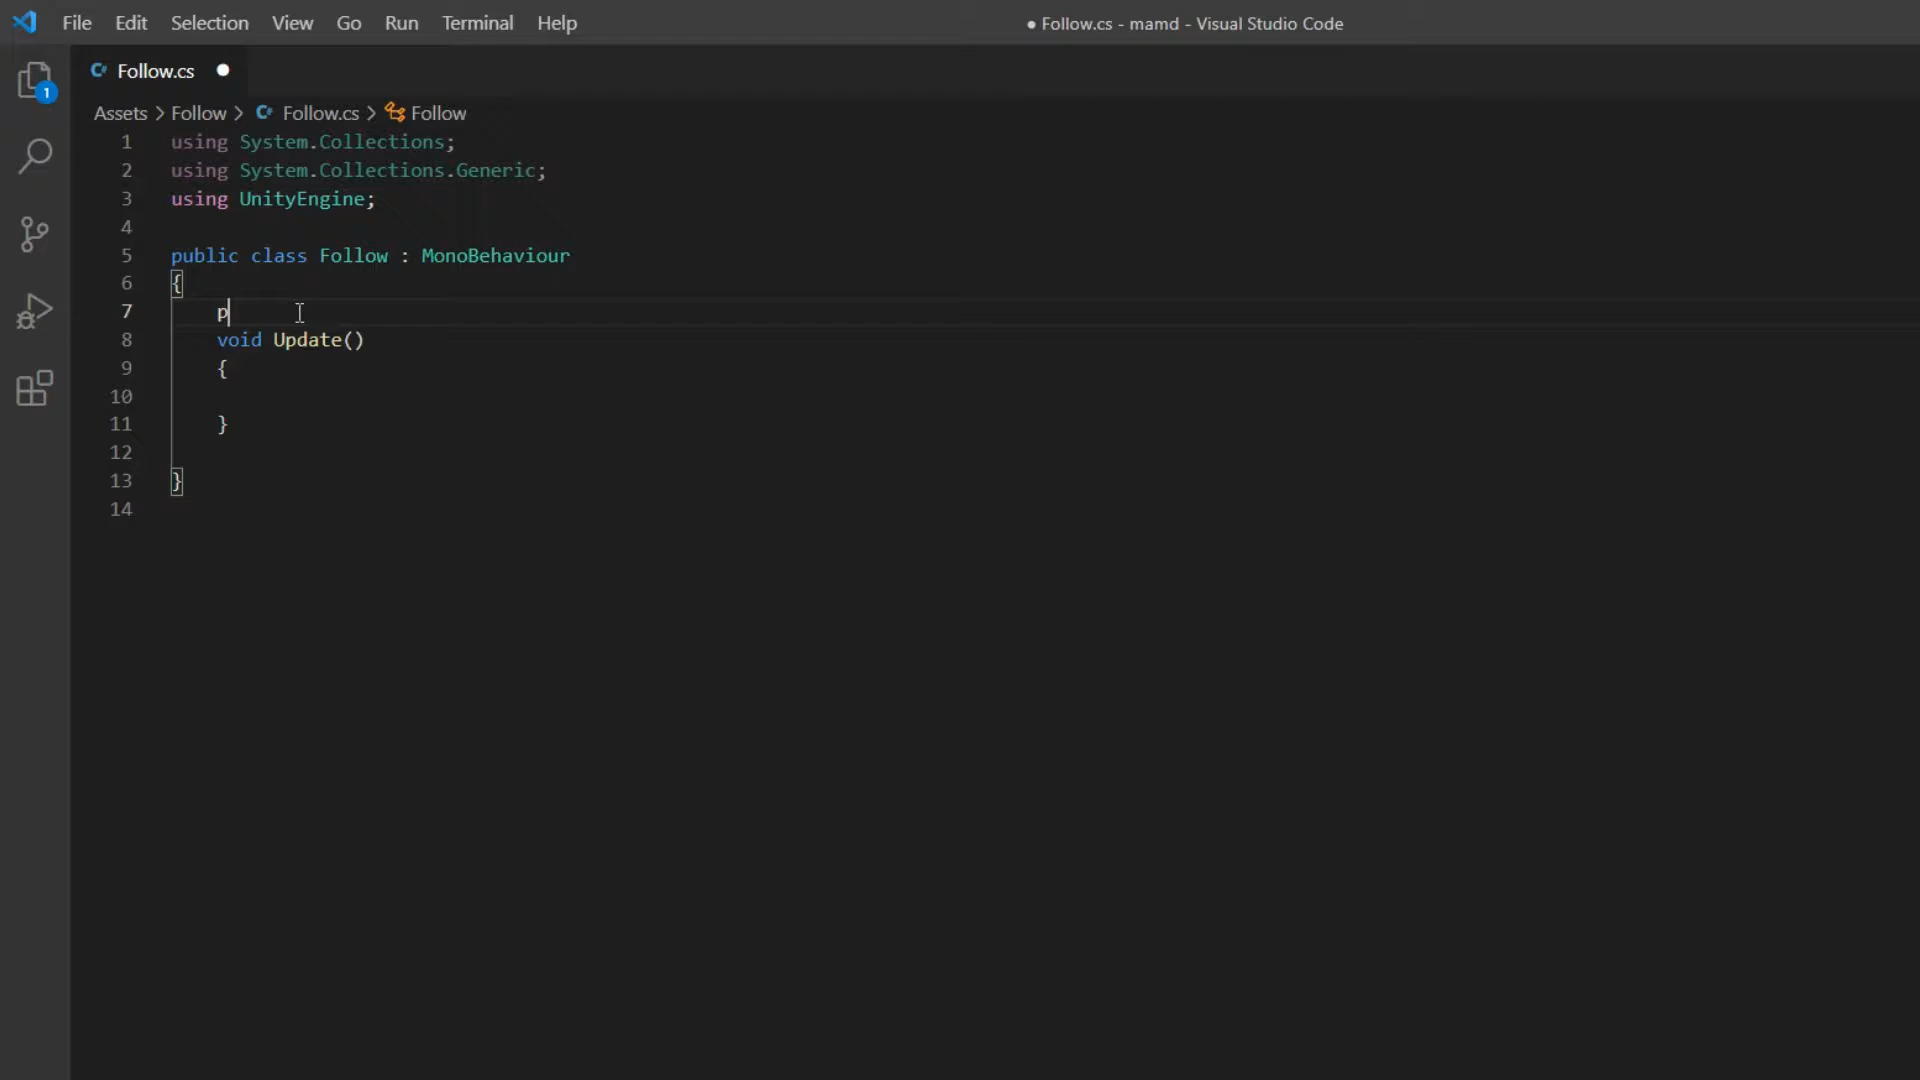 File Edit Selection View Go Run Terminal Help ● Follow.cs - mamd - Visual Studio Code
Follow.cs ●
1
Assets > Follow > Follow.cs > Follow
1 using System.Collections;
2 using System.Collections.Generic;
3 using UnityEngine;
4
5 public class Follow : MonoBehaviour
6 {
7 p
8 void Update()
9 {
10
11 }
12
13 }
14